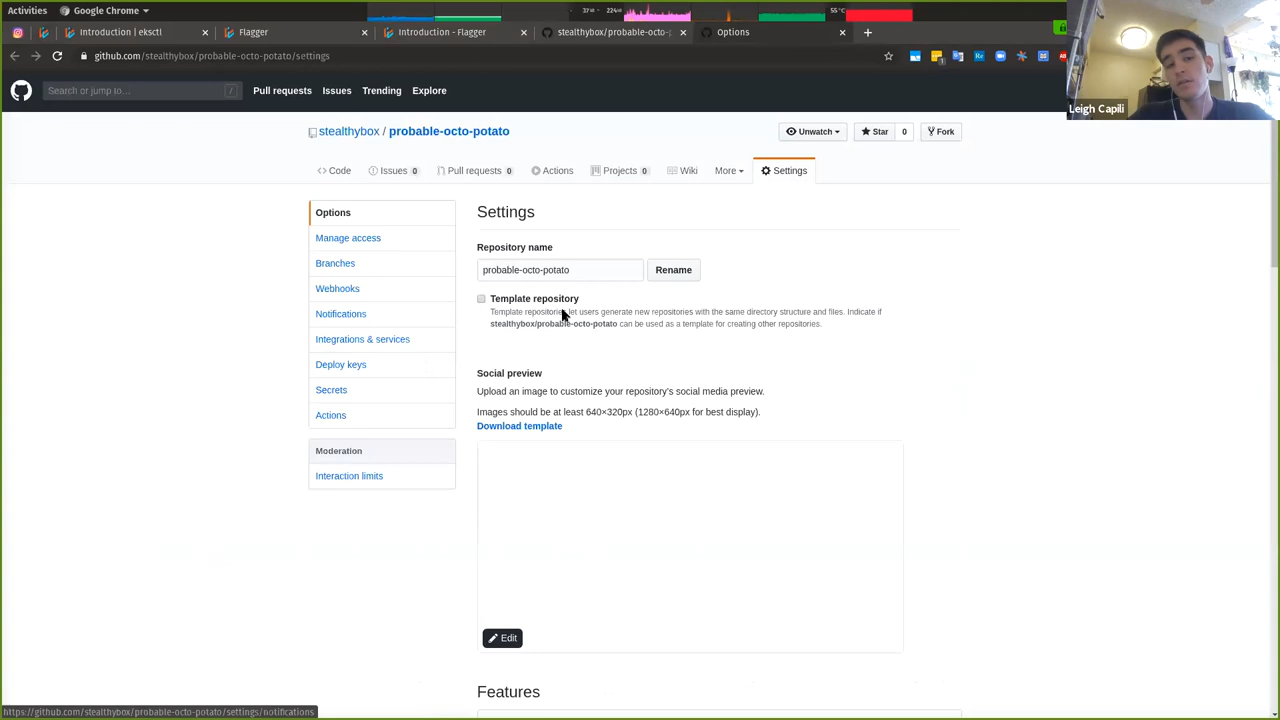 Activities
Google Chrome
55 °C
Introduction | eksctl
Flagger
Introduction - Flagger
stealthybox/probable-octo-p
Options
github.com/stealthybox/probable-octo-potato/settings
Leigh Capili
Search or jump to…
/
Pull requests
Issues
Trending
Explore
stealthybox / probable-octo-potato
Unwatch
Star
0
Fork
Code
Issues 0
Pull requests 0
Actions
Projects 0
Wiki
More
Settings
Options
Manage access
Branches
Webhooks
Notifications
Integrations & services
Deploy keys
Secrets
Actions
Moderation
Interaction limits
Settings
Repository name
probable-octo-potato
Rename
Template repository
Template repositories let users generate new repositories with the same directory structure and files. Indicate if
stealthybox/probable-octo-potato can be used as a template for creating other repositories.
Social preview
Upload an image to customize your repository's social media preview.
Images should be at least 640×320px (1280×640px for best display).
Download template
Edit
Features
https://github.com/stealthybox/probable-octo-potato/settings/notifications